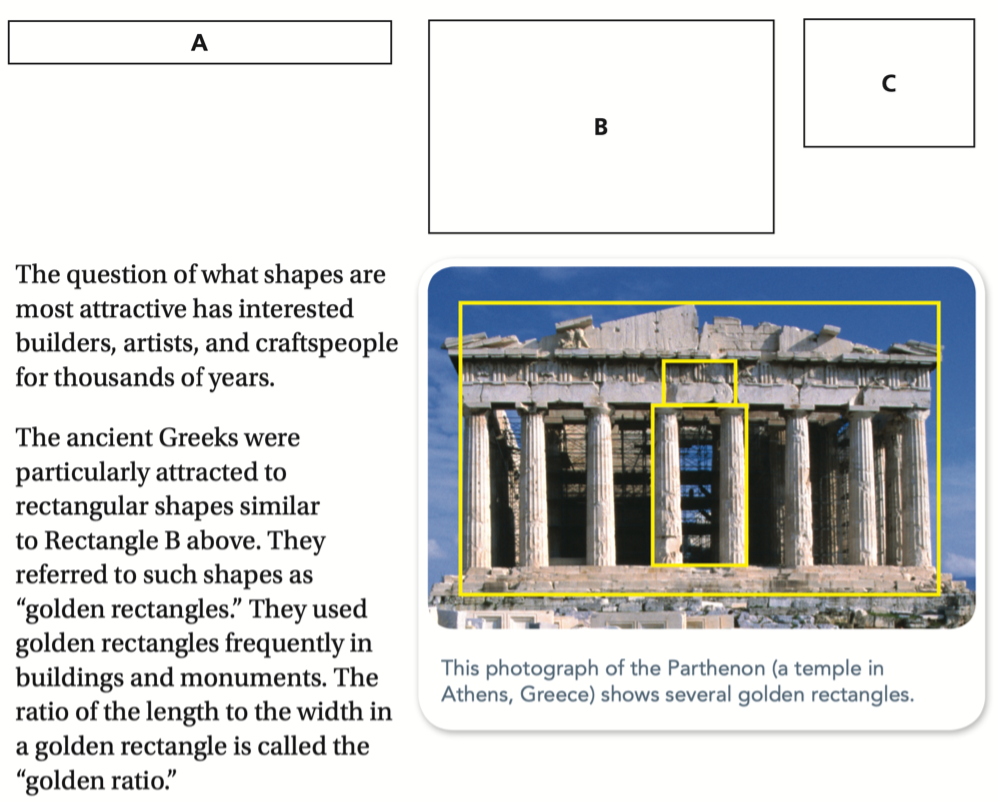 A
B
C
The question of what shapes are
most attractive has interested
builders, artists, and craftspeople
for thousands of years.
The ancient Greeks were
particularly attracted to
rectangular shapes similar
to Rectangle B above. They
referred to such shapes as
“golden rectangles.” They used
golden rectangles frequently in
buildings and monuments. The
ratio of the length to the width in
a golden rectangle is called the
“golden ratio.”
This photograph of the Parthenon (a temple in
Athens, Greece) shows several golden rectangles.